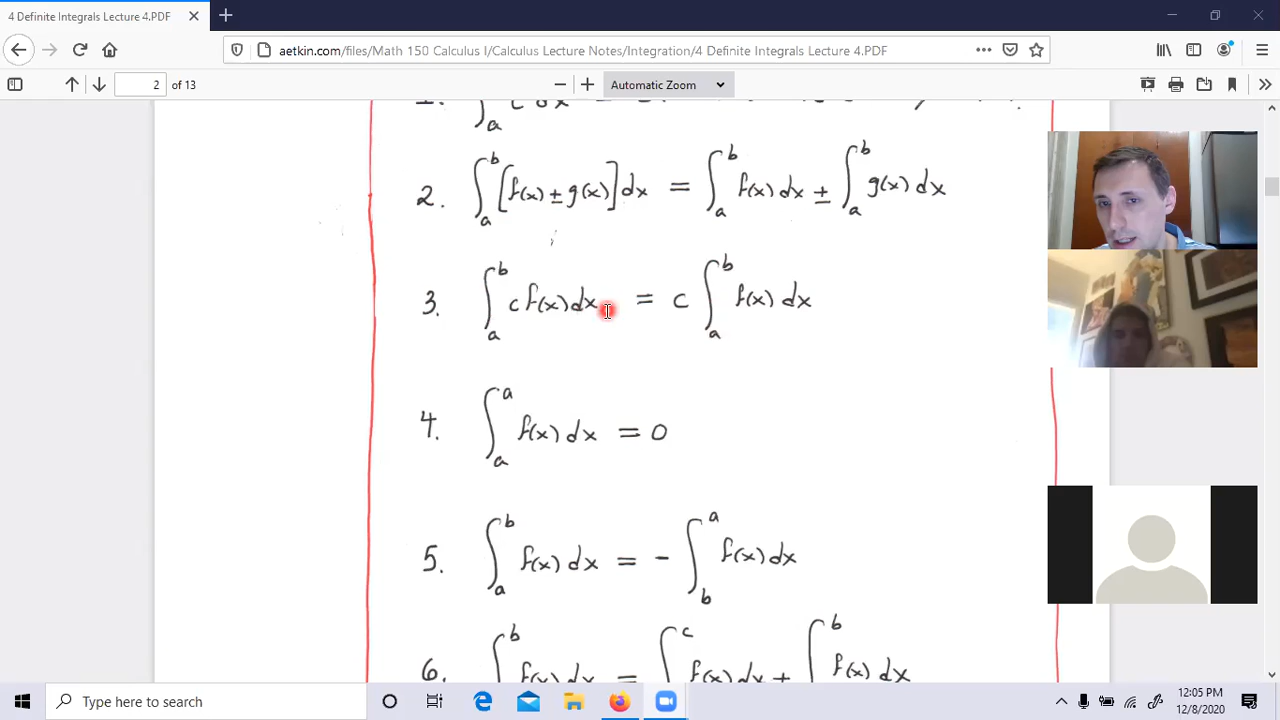 4 Definite Integrals Lecture 4.PDF
aetkin.com/files/Math 150 Calculus I/Calculus Lecture Notes/Integration/4 Definite Integrals Lecture 4.PDF
2 of 13
Automatic Zoom
2. ∫_a^b [f(x) ± g(x)] dx = ∫_a^b f(x) dx ± ∫_a^b g(x) dx
3. ∫_a^b c f(x) dx = c ∫_a^b f(x) dx
4. ∫_a^a f(x) dx = 0
5. ∫_a^b f(x) dx = - ∫_b^a f(x) dx
6. ∫^b f(x) dx = ∫^c f(x) dx + ∫^b f(x) dx
Type here to search
12:05 PM
12/8/2020